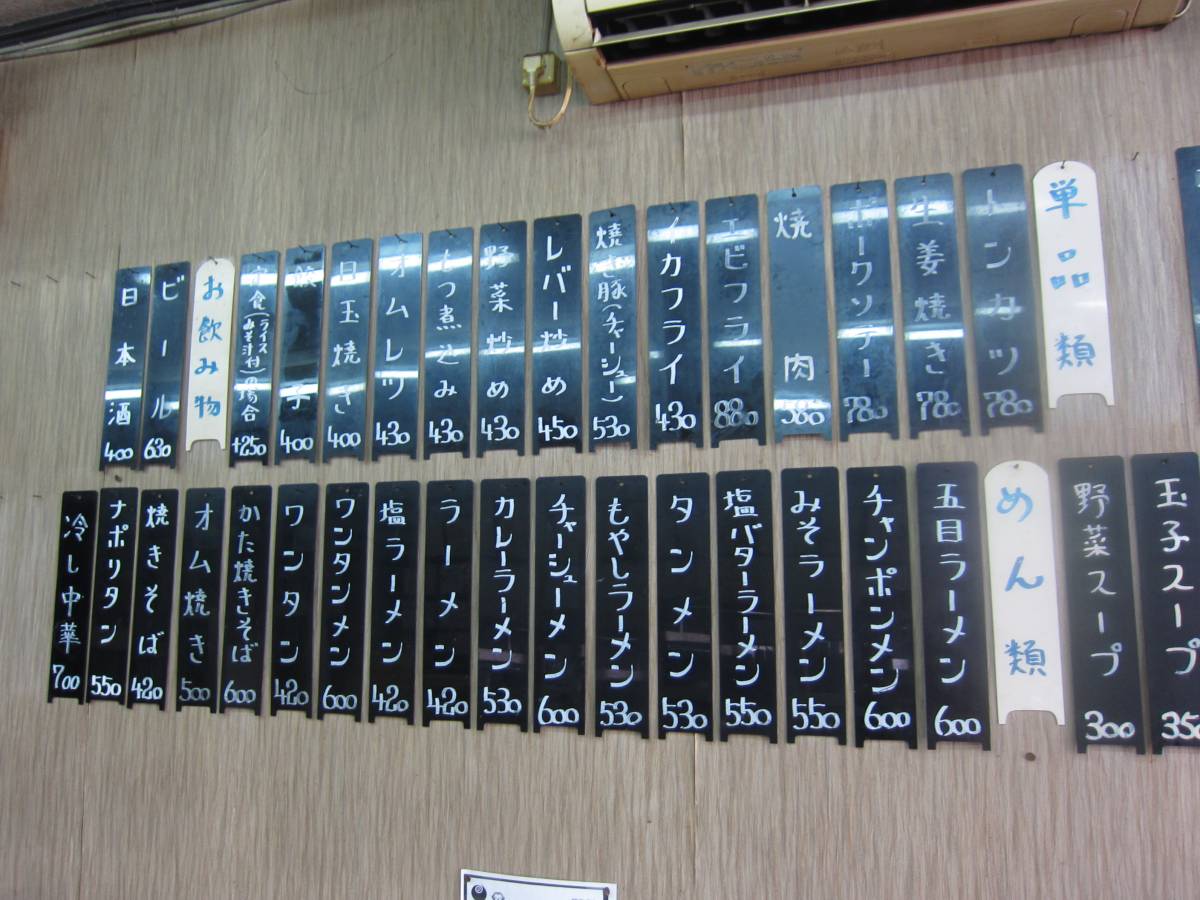 単品類
トンカツ 780
生姜焼き 780
ポークソテー 780
焼肉 580
エビフライ 880
イカフライ 430
焼き豚(チャーシュー) 530
レバー炒め 450
野菜炒め 430
もつ煮込み 430
オムレツ 430
目玉焼き 400
餃子 400
定食(ライスみそ汁付)の場合 +250
お飲み物
ビール 630
日本酒 400
玉子スープ 350
野菜スープ 300
めん類
五目ラーメン 600
チャンポンメン 600
みそラーメン 550
塩バターラーメン 550
タンメン 530
もやしラーメン 530
チャーシューメン 600
カレーラーメン 530
ラーメン 420
塩ラーメン 420
ワンタンメン 600
ワンタン 420
かた焼きそば 600
オム焼き 500
焼きそば 420
ナポリタン 550
冷し中華 700